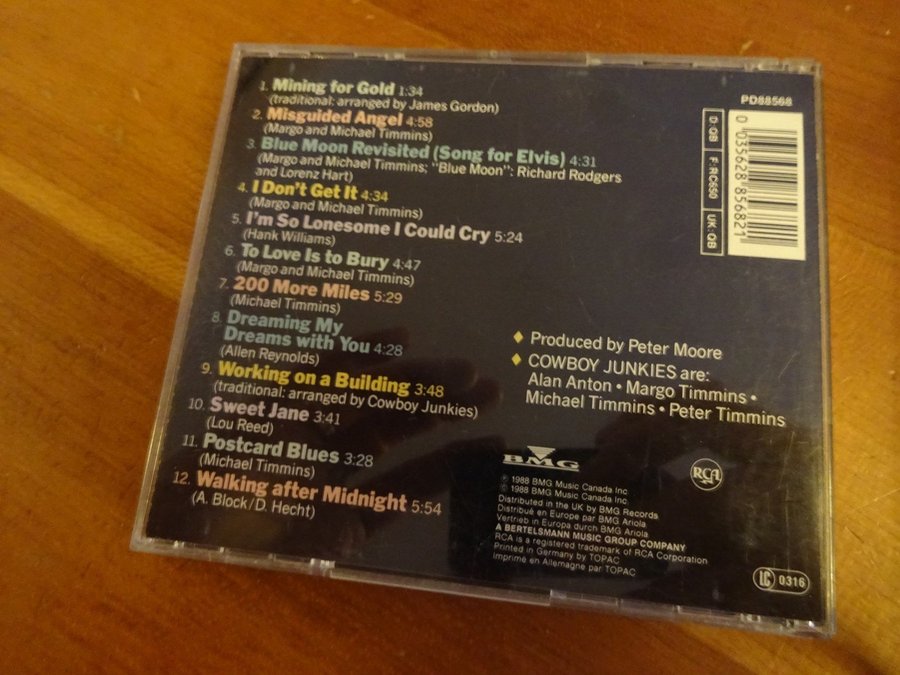 1. Mining for Gold 1:34
(traditional: arranged by James Gordon)
2. Misguided Angel 4:58
(Margo and Michael Timmins)
3. Blue Moon Revisited (Song for Elvis) 4:31
(Margo and Michael Timmins; "Blue Moon": Richard Rodgers
and Lorenz Hart)
4. I Don't Get It 4:34
(Margo and Michael Timmins)
5. I'm So Lonesome I Could Cry 5:24
(Hank Williams)
6. To Love Is to Bury 4:47
(Margo and Michael Timmins)
7. 200 More Miles 5:29
(Michael Timmins)
8. Dreaming My
Dreams with You 4:28
(Allen Reynolds)
9. Working on a Building 3:48
(traditional: arranged by Cowboy Junkies)
10. Sweet Jane 3:41
(Lou Reed)
11. Postcard Blues 3:28
(Michael Timmins)
12. Walking after Midnight 5:54
(A. Block/D. Hecht)
PD88568
D: QB F: RC650 UK: QB
0 035628 856821
Produced by Peter Moore
COWBOY JUNKIES are:
Alan Anton • Margo Timmins •
Michael Timmins • Peter Timmins
BMG
RCA
℗ 1988 BMG Music Canada Inc.
© 1988 BMG Music Canada Inc.
Distributed in the UK by BMG Records
Distribué en Europe par BMG Ariola
Vertrieb in Europa durch BMG Ariola
A BERTELSMANN MUSIC GROUP COMPANY
RCA is a registered trademark of RCA Corporation
Printed in Germany by TOPAC
Imprimé en Allemagne par TOPAC
LC 0316